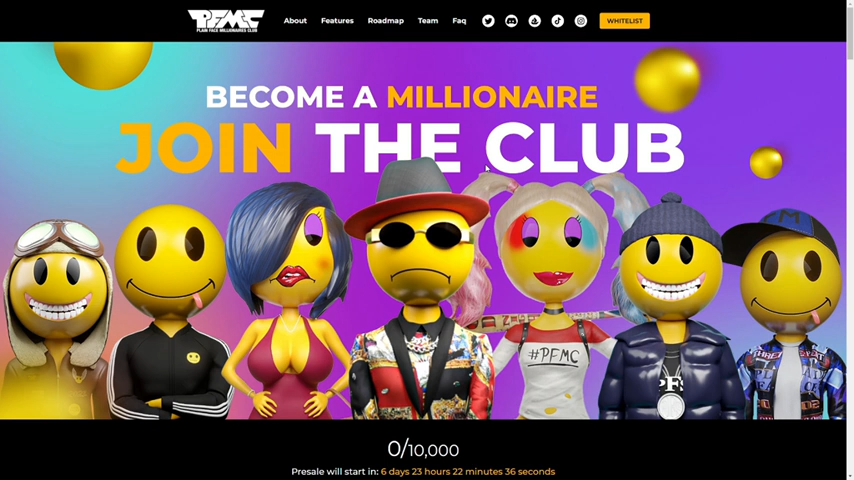 PFMC
PLAIN FACE MILLIONAIRES CLUB
About Features Roadmap Team Faq WHITELIST
BECOME A MILLIONAIRE
JOIN THE CLUB
#PFMC
0/10,000
Presale will start in: 6 days 23 hours 22 minutes 36 seconds